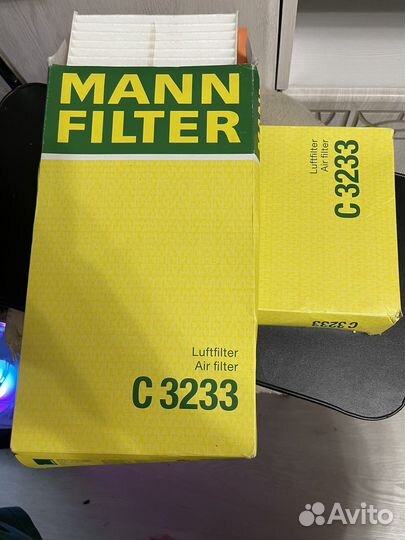 MANN
FILTER
Luftfilter
Air filter
C 3233
Luftfilter
Air filter
C 3233
C 3233
Avito